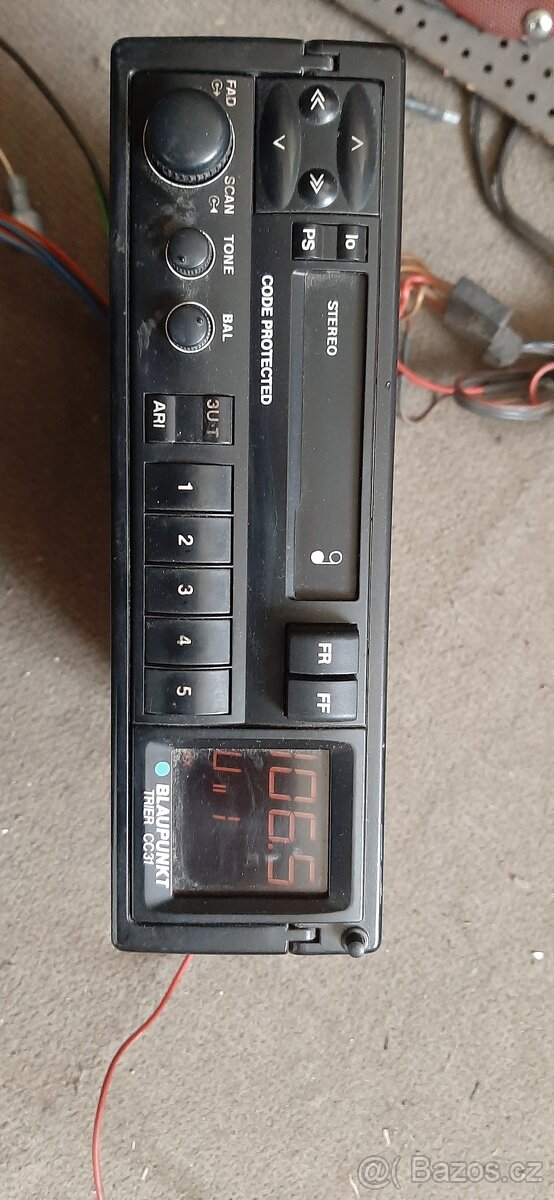 FAD
SCAN
TONE
BAL
ARI
3U·T
1
2
3
4
5
CODE PROTECTED
PS
lo
STEREO
FR
FF
106.5
BLAUPUNKT
TRIER CC31
Bazos.cz